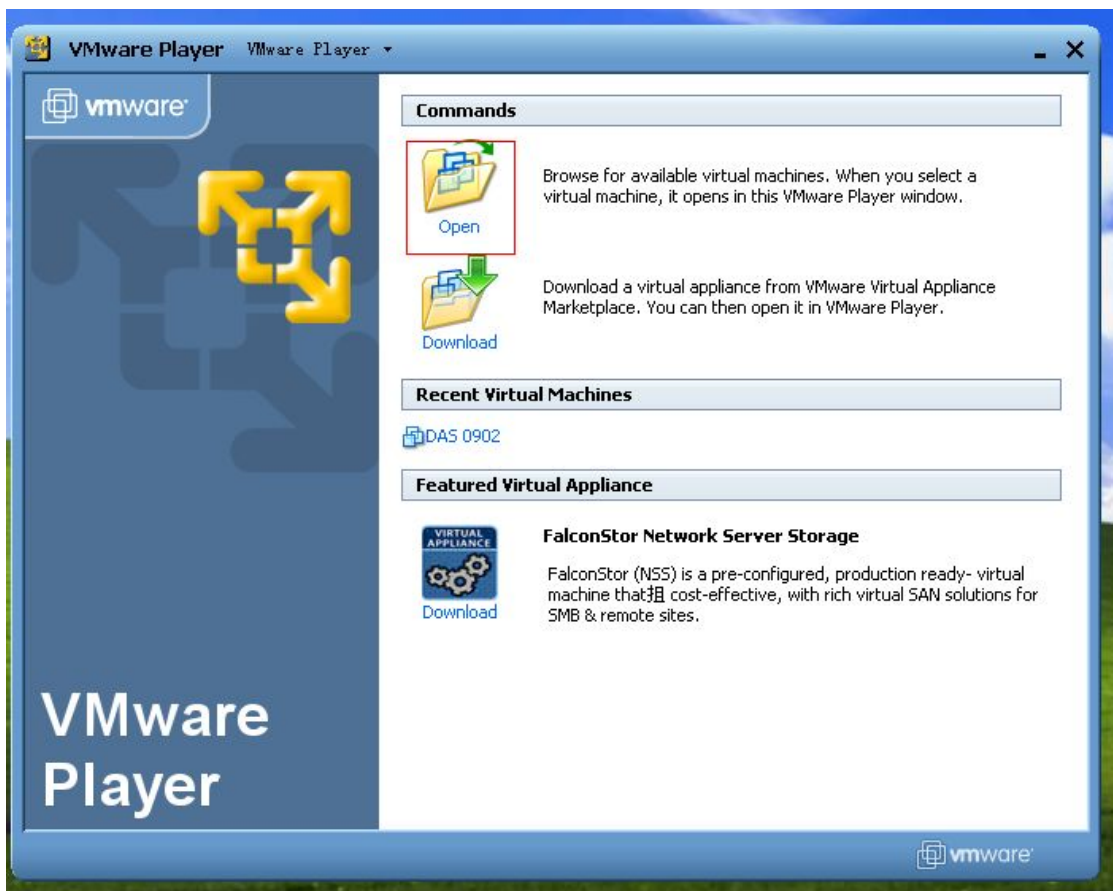 VMware Player VMware Player
vmware
Commands
Browse for available virtual machines. When you select a
virtual machine, it opens in this VMware Player window.
Open
Download a virtual appliance from VMware Virtual Appliance
Marketplace. You can then open it in VMware Player.
Download
Recent Virtual Machines
DAS 0902
Featured Virtual Appliance
VIRTUAL
APPLIANCE
Download
FalconStor Network Server Storage
FalconStor (NSS) is a pre-configured, production ready- virtual
machine that扭 cost-effective, with rich virtual SAN solutions for
SMB & remote sites.
VMware
Player
vmware